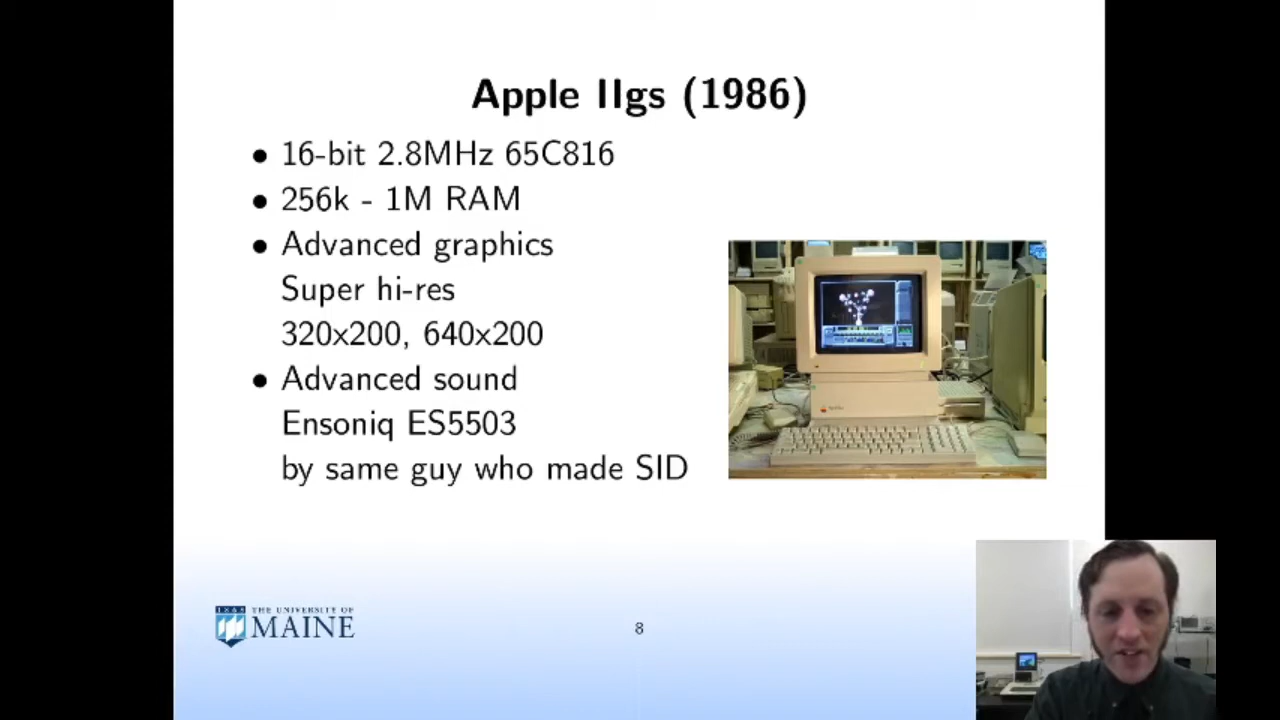 Apple IIgs (1986)
• 16-bit 2.8MHz 65C816
• 256k - 1M RAM
• Advanced graphics
Super hi-res
320x200, 640x200
• Advanced sound
Ensoniq ES5503
by same guy who made SID
THE UNIVERSITY OF
MAINE
8